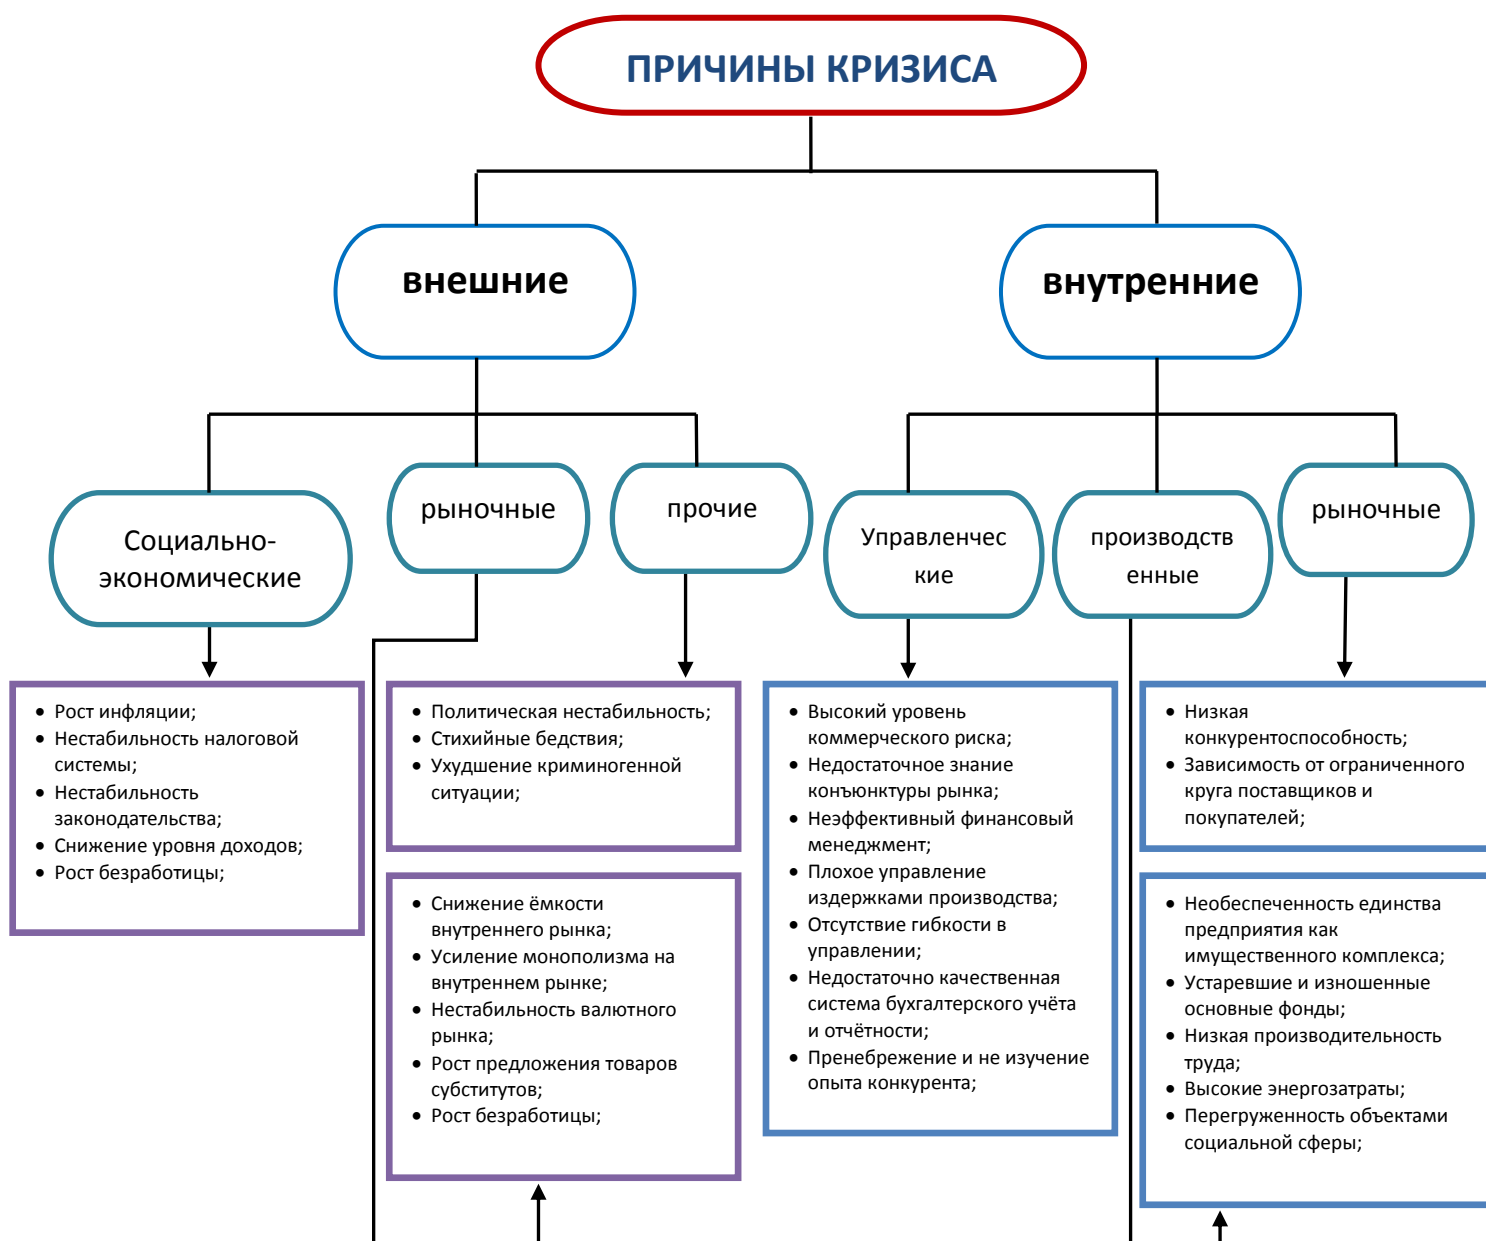 ПРИЧИНЫ КРИЗИСА
внешние
внутренние
Социально-
экономические
рыночные
прочие
Управленчес
кие
производств
енные
рыночные
• Рост инфляции;
• Нестабильность налоговой
системы;
• Нестабильность
законодательства;
• Снижение уровня доходов;
• Рост безработицы;
• Политическая нестабильность;
• Стихийные бедствия;
• Ухудшение криминогенной
ситуации;
• Снижение ёмкости
внутреннего рынка;
• Усиление монополизма на
внутреннем рынке;
• Нестабильность валютного
рынка;
• Рост предложения товаров
субститутов;
• Рост безработицы;
• Высокий уровень
коммерческого риска;
• Недостаточное знание
конъюнктуры рынка;
• Неэффективный финансовый
менеджмент;
• Плохое управление
издержками производства;
• Отсутствие гибкости в
управлении;
• Недостаточно качественная
система бухгалтерского учёта
и отчётности;
• Пренебрежение и не изучение
опыта конкурента;
• Низкая
конкурентоспособность;
• Зависимость от ограниченного
круга поставщиков и
покупателей;
• Необеспеченность единства
предприятия как
имущественного комплекса;
• Устаревшие и изношенные
основные фонды;
• Низкая производительность
труда;
• Высокие энергозатраты;
• Перегруженность объектами
социальной сферы;